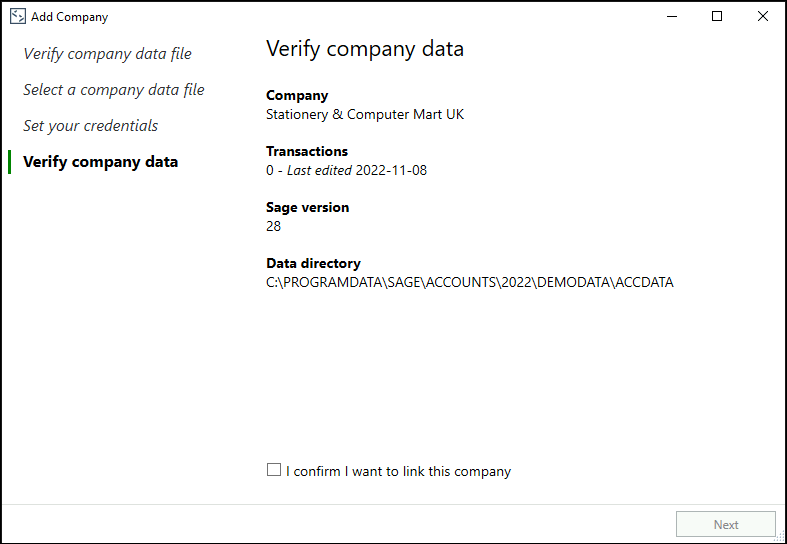 Add Company
Verify company data file
Select a company data file
Set your credentials
Verify company data
Verify company data
Company
Stationery & Computer Mart UK
Transactions
0 - Last edited 2022-11-08
Sage version
28
Data directory
C:\PROGRAMDATA\SAGE\ACCOUNTS\2022\DEMODATA\ACCDATA
I confirm I want to link this company
Next